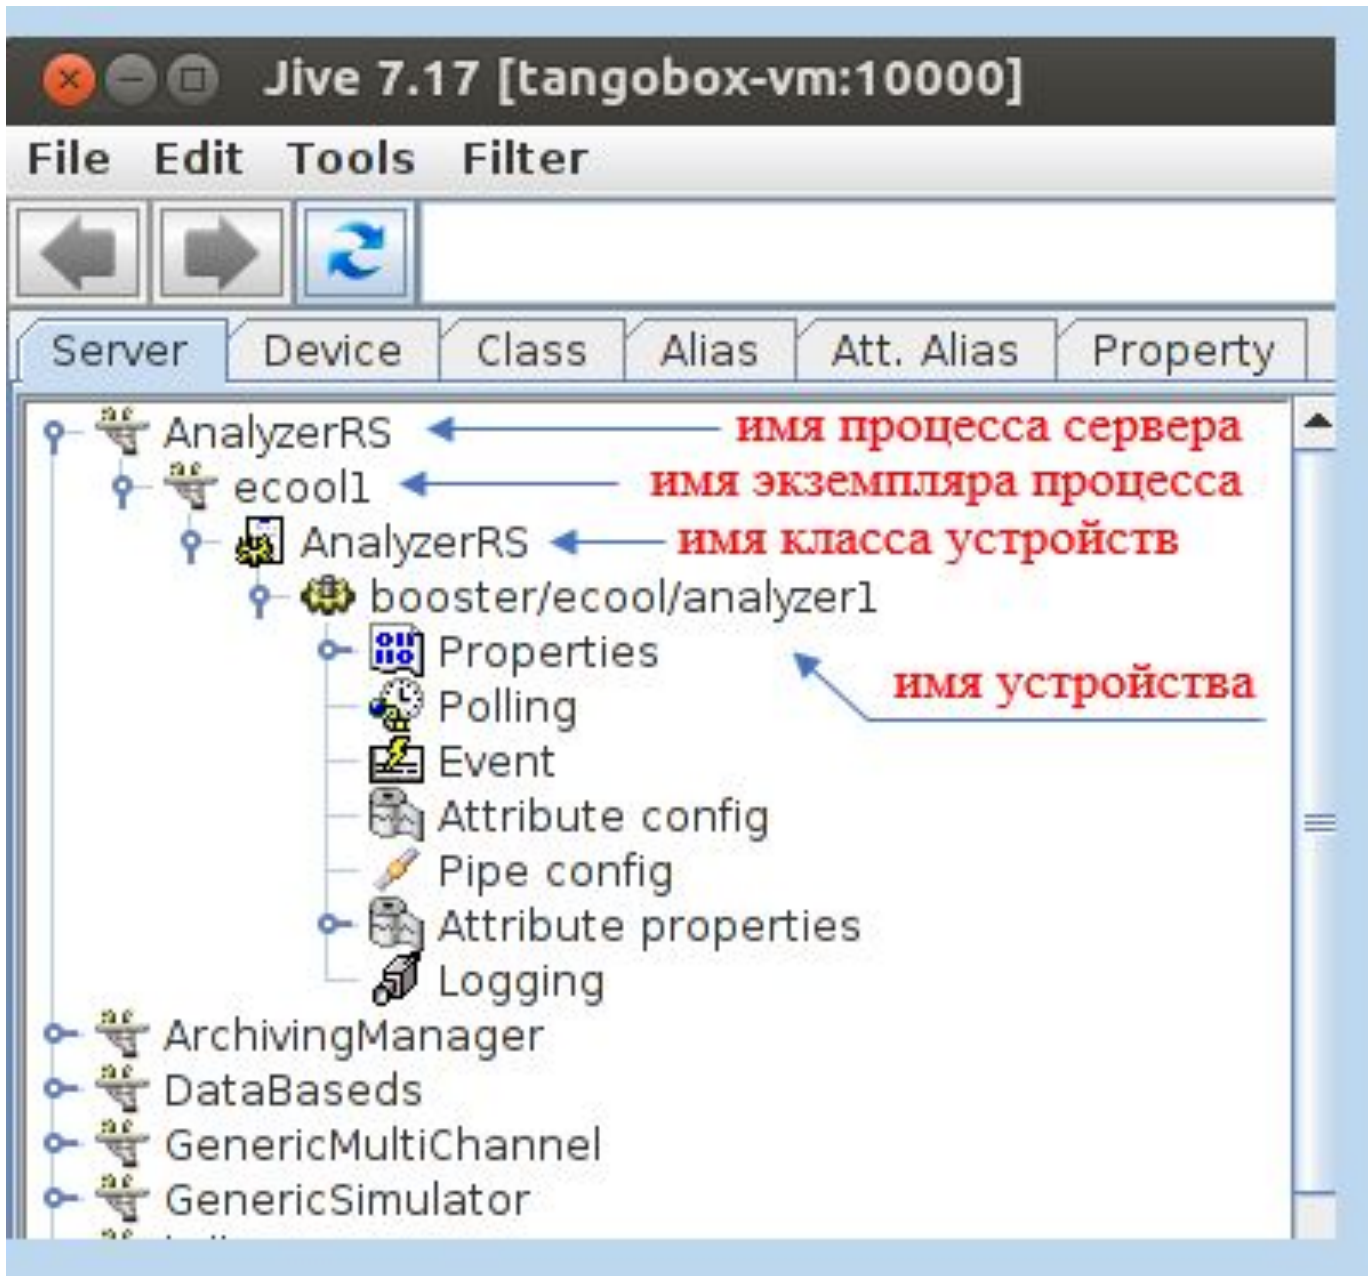 Jive 7.17 [tangobox-vm:10000]
File Edit Tools Filter
Server Device Class Alias Att. Alias Property
AnalyzerRS имя процесса сервера
ecool1 имя экземпляра процесса
AnalyzerRS имя класса устройств
booster/ecool/analyzer1
Properties
имя устройства
Polling
Event
Attribute config
Pipe config
Attribute properties
Logging
ArchivingManager
DataBaseds
GenericMultiChannel
GenericSimulator